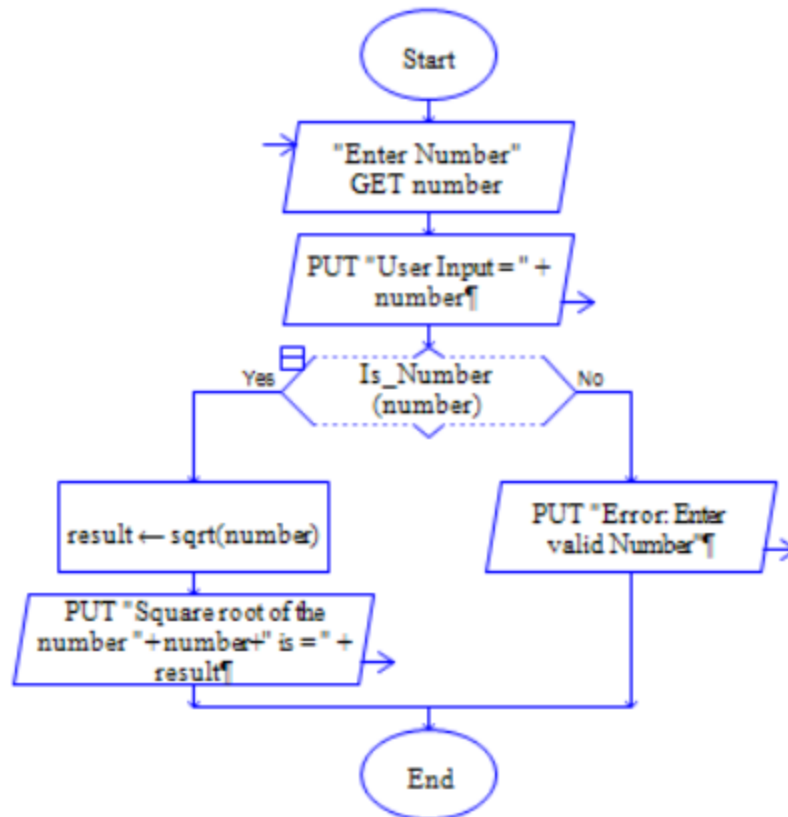 Start
"Enter Number"
GET number
PUT "User Input = " +
number¶
Is_Number
(number)
Yes
No
result ← sqrt(number)
PUT "Error: Enter
valid Number"¶
PUT "Square root of the
number "+number+" is = " +
result¶
End